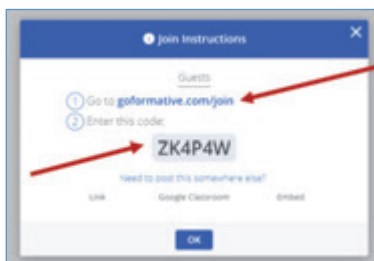 Join Instructions
Guests
1 Go to goformative.com/join
2 Enter this code:
ZK4P4W
Need to post this somewhere else?
Link Google Classroom Embed
OK